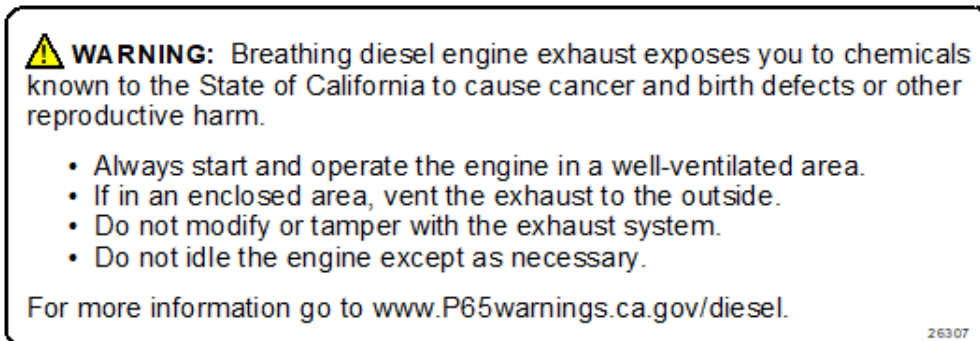 WARNING: Breathing diesel engine exhaust exposes you to chemicals
known to the State of California to cause cancer and birth defects or other
reproductive harm.
• Always start and operate the engine in a well-ventilated area.
• If in an enclosed area, vent the exhaust to the outside.
• Do not modify or tamper with the exhaust system.
• Do not idle the engine except as necessary.
For more information go to www.P65warnings.ca.gov/diesel.
26307